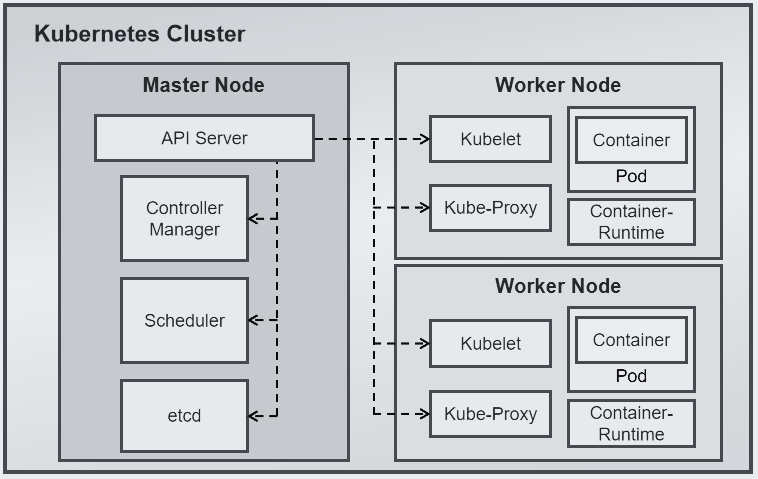 Kubernetes Cluster
Master Node
API Server
Controller
Manager
Scheduler
etcd
Worker Node
Kubelet
Kube-Proxy
Container
Pod
Container-
Runtime
Worker Node
Kubelet
Kube-Proxy
Container
Pod
Container-
Runtime